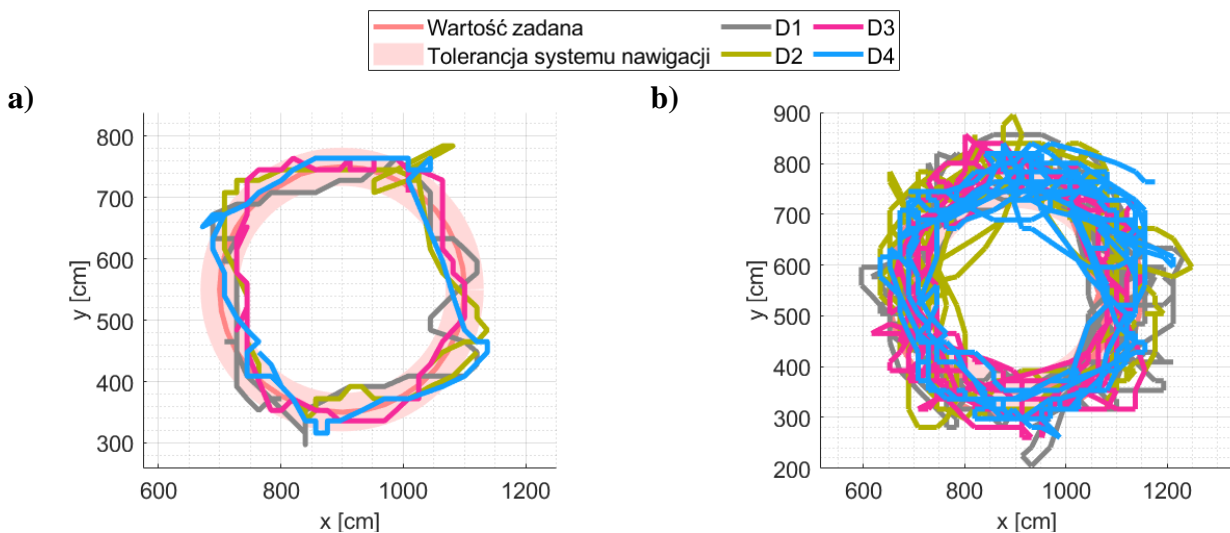 Wartość zadana D1 D3
Tolerancja systemu nawigacji D2 D4
a) b)
800
700
600
500
400
300
y [cm]
600 800 1000 1200
x [cm]
900
800
700
600
500
400
300
200
y [cm]
600 800 1000 1200
x [cm]